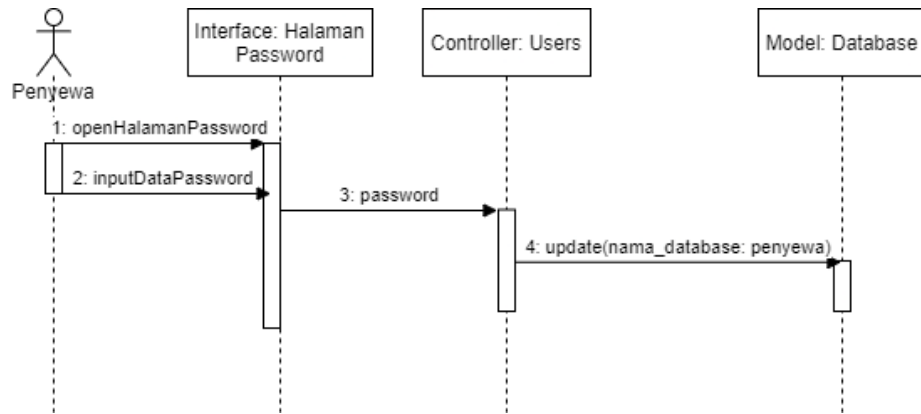 Interface: Halaman
Password
Controller: Users
Model: Database
Penyewa
1: openHalamanPassword
2: inputDataPassword
3: password
4: update(nama_database: penyewa)